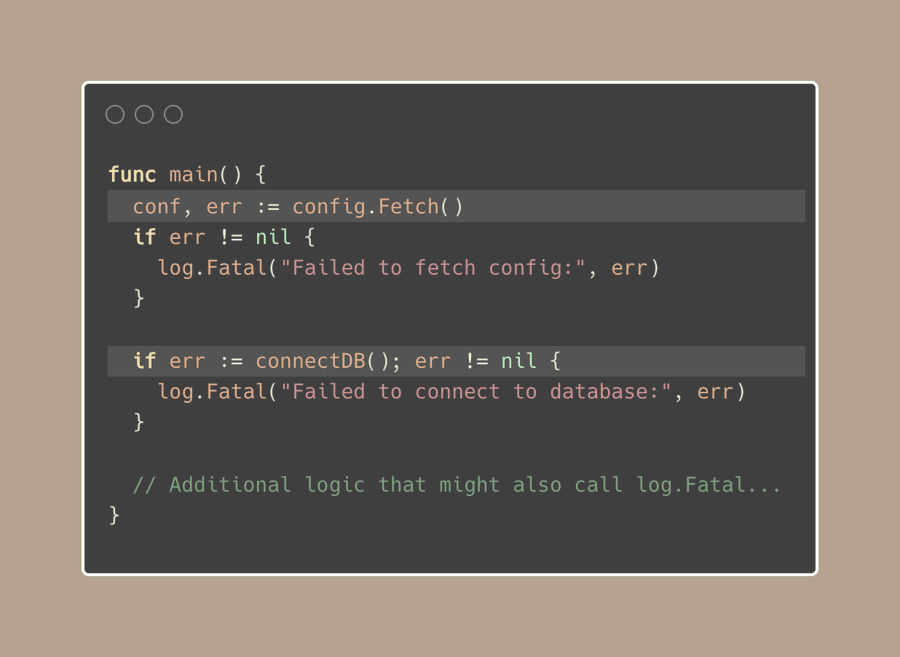 func main() {
  conf, err := config.Fetch()
  if err != nil {
    log.Fatal("Failed to fetch config:", err)
  }

  if err := connectDB(); err != nil {
    log.Fatal("Failed to connect to database:", err)
  }

  // Additional logic that might also call log.Fatal...
}